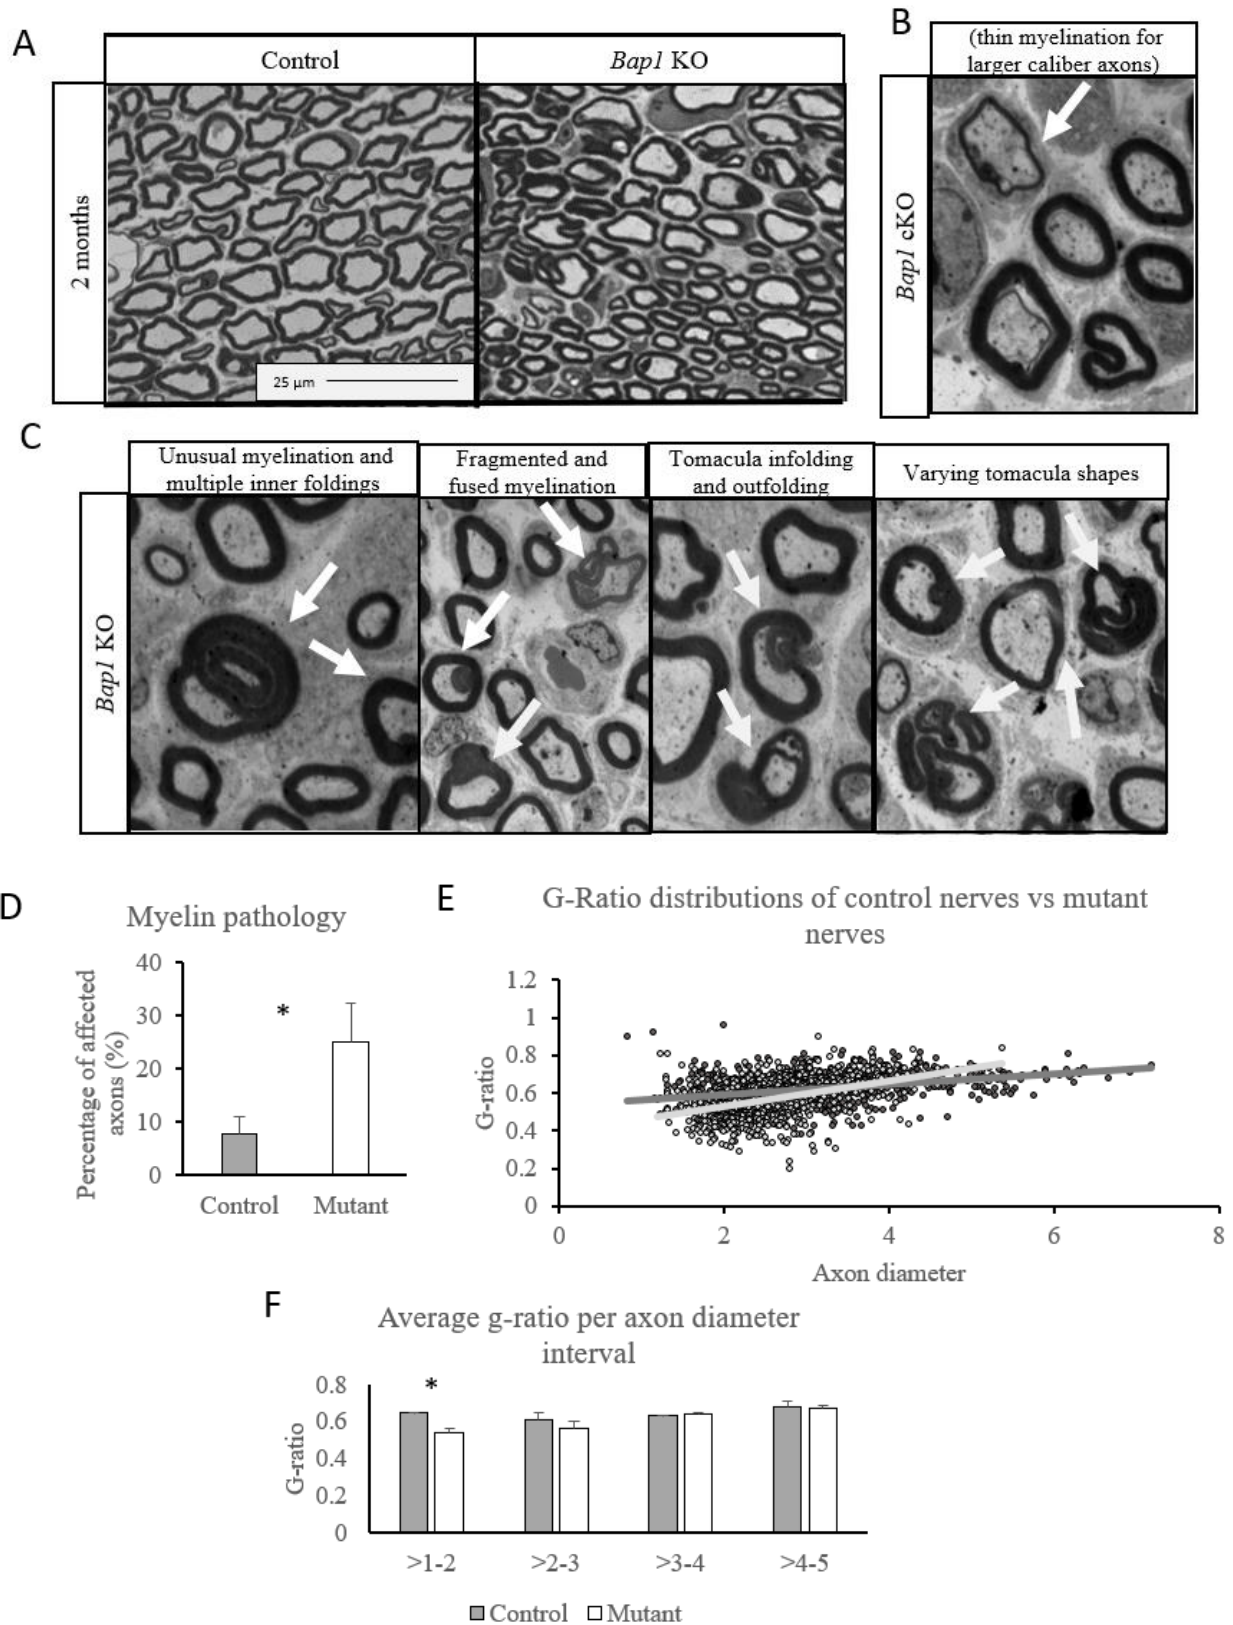 A
Control
Bap1 KO
2 months
25 µm
B
(thin myelination for
larger caliber axons)
Bap1 cKO
C
Unusual myelination and
multiple inner foldings
Fragmented and
fused myelination
Tomacula infolding
and outfolding
Varying tomacula shapes
Bap1 KO
D
Myelin pathology
Percentage of affected
axons (%)
40
30
20
10
0
*
Control
Mutant
E
G-Ratio distributions of control nerves vs mutant
nerves
G-ratio
1.2
1
0.8
0.6
0.4
0.2
0
0
2
4
6
8
Axon diameter
F
Average g-ratio per axon diameter
interval
G-ratio
0.8
0.6
0.4
0.2
0
*
>1-2
>2-3
>3-4
>4-5
Control
Mutant